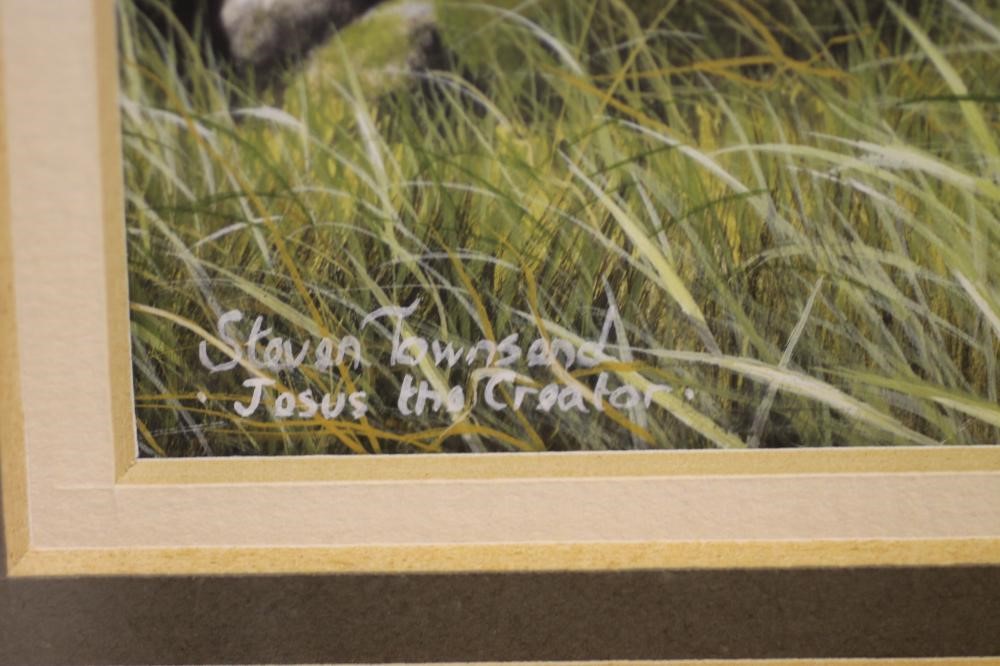 Steven Townsend
· Jesus the Creator ·